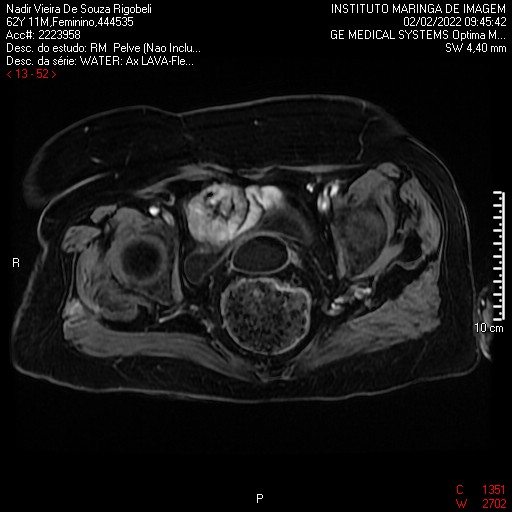 Nadir Vieira De Souza Rigobeli
62Y 11M,Feminino,444535
Acc#: 2223958
Desc. do estudo: RM  Pelve (Nao Inclu...
Desc. da série: WATER: Ax LAVA-Fle...
< 13 - 52 >
INSTITUTO MARINGA DE IMAGEM
02/02/2022 09:45:42
GE MEDICAL SYSTEMS Optima M...
SW 4,40 mm
R
10 cm
P
C 1351
W 2702